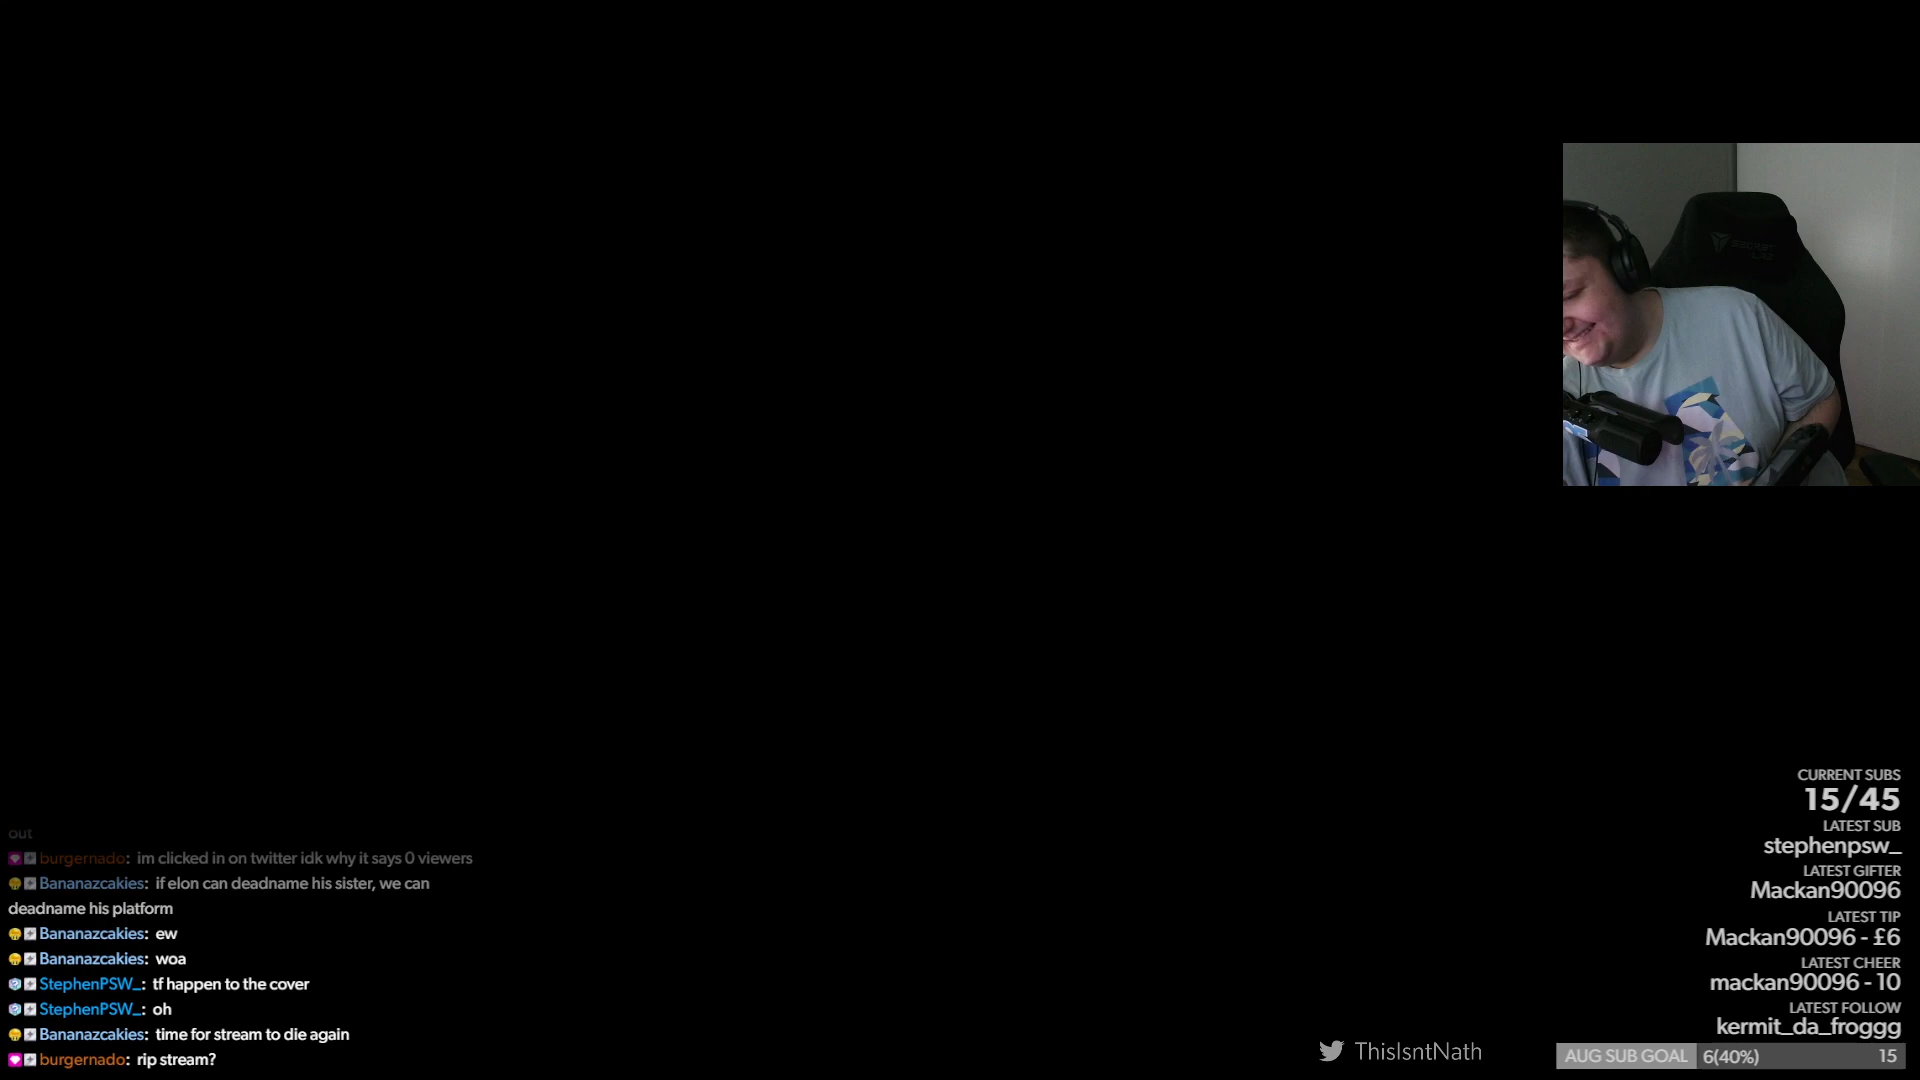 SECRET
LAB
out
burgernado: im clicked in on twitter idk why it says 0 viewers
Bananazcakies: if elon can deadname his sister, we can
deadname his platform
Bananazcakies: ew
Bananazcakies: woa
StephenPSW_: tf happen to the cover
StephenPSW_: oh
Bananazcakies: time for stream to die again
burgernado: rip stream?
CURRENT SUBS
15/45
LATEST SUB
stephenpsw_
LATEST GIFTER
Mackan90096
LATEST TIP
Mackan90096 - £6
LATEST CHEER
mackan90096 - 10
LATEST FOLLOW
kermit_da_froggg
ThisIsntNath
AUG SUB GOAL 6(40%) 15